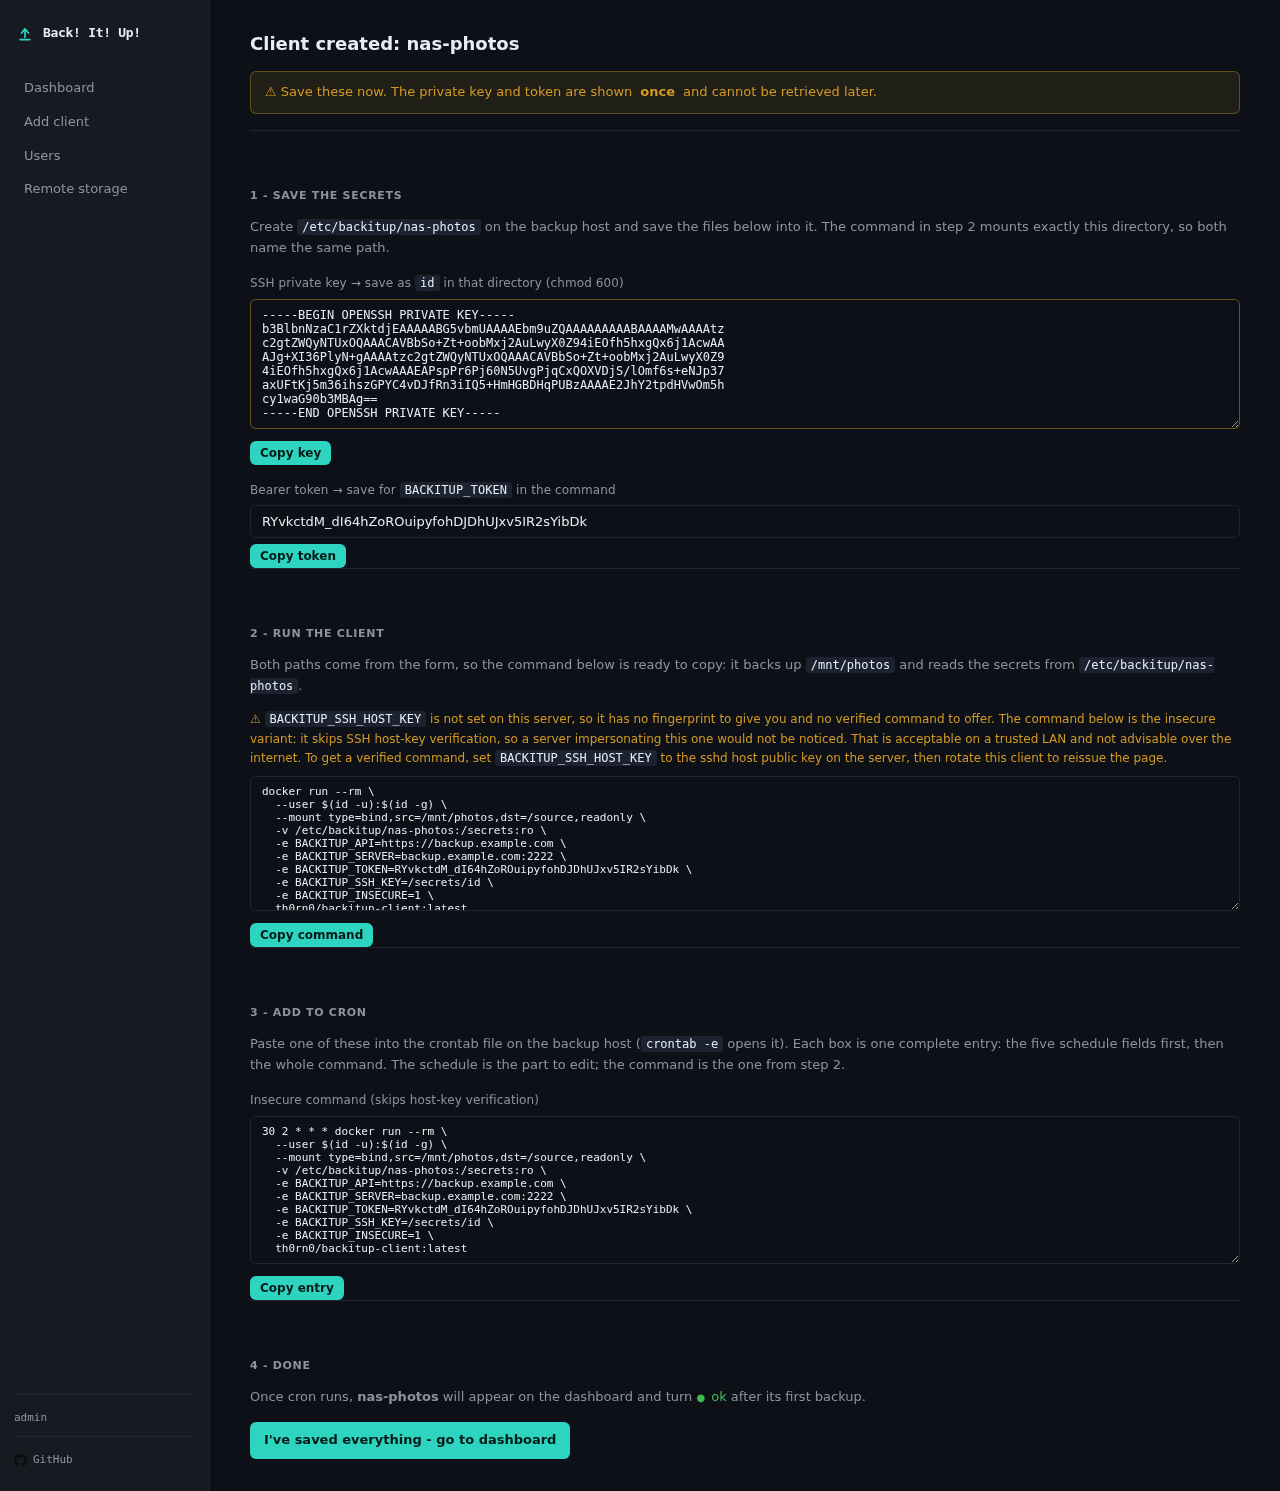 Back! It! Up!
Dashboard
Add client
Users
Remote storage
admin
GitHub
Client created: nas-photos
⚠ Save these now. The private key and token are shown once and cannot be retrieved later.
1 - SAVE THE SECRETS
Create /etc/backitup/nas-photos on the backup host and save the files below into it. The command in step 2 mounts exactly this directory, so both
name the same path.
SSH private key → save as id in that directory (chmod 600)
-----BEGIN OPENSSH PRIVATE KEY-----
b3BlbnNzaC1rZXktdjEAAAAABG5vbmUAAAAEbm9uZQAAAAAAAAABAAAAMwAAAAtz
c2gtZWQyNTUxOQAAACAVBbSo+Zt+oobMxj2AuLwyX0Z94iEOfh5hxgQx6j1AcwAA
AJg+XI36PlyN+gAAAAtzc2gtZWQyNTUxOQAAACAVBbSo+Zt+oobMxj2AuLwyX0Z9
4iEOfh5hxgQx6j1AcwAAAEAPspPr6Pj60N5UvgPjqCxQOXVDjS/lOmf6s+eNJp37
axUFtKj5m36ihszGPYC4vDJfRn3iIQ5+HmHGBDHqPUBzAAAAE2JhY2tpdHVwOm5h
cy1waG90b3MBAg==
-----END OPENSSH PRIVATE KEY-----
Copy key
Bearer token → save for BACKITUP_TOKEN in the command
RYvkctdM_dI64hZoROuipyfohDJDhUJxv5IR2sYibDk
Copy token
2 - RUN THE CLIENT
Both paths come from the form, so the command below is ready to copy: it backs up /mnt/photos and reads the secrets from /etc/backitup/nas-
photos.
⚠ BACKITUP_SSH_HOST_KEY is not set on this server, so it has no fingerprint to give you and no verified command to offer. The command below is the insecure
variant: it skips SSH host-key verification, so a server impersonating this one would not be noticed. That is acceptable on a trusted LAN and not advisable over the
internet. To get a verified command, set BACKITUP_SSH_HOST_KEY to the sshd host public key on the server, then rotate this client to reissue the page.
docker run --rm \
--user $(id -u):$(id -g) \
--mount type=bind,src=/mnt/photos,dst=/source,readonly \
-v /etc/backitup/nas-photos:/secrets:ro \
-e BACKITUP_API=https://backup.example.com \
-e BACKITUP_SERVER=backup.example.com:2222 \
-e BACKITUP_TOKEN=RYvkctdM_dI64hZoROuipyfohDJDhUJxv5IR2sYibDk \
-e BACKITUP_SSH_KEY=/secrets/id \
-e BACKITUP_INSECURE=1 \
th0rn0/backitup-client:latest
Copy command
3 - ADD TO CRON
Paste one of these into the crontab file on the backup host (crontab -e opens it). Each box is one complete entry: the five schedule fields first, then
the whole command. The schedule is the part to edit; the command is the one from step 2.
Insecure command (skips host-key verification)
30 2 * * * docker run --rm \
--user $(id -u):$(id -g) \
--mount type=bind,src=/mnt/photos,dst=/source,readonly \
-v /etc/backitup/nas-photos:/secrets:ro \
-e BACKITUP_API=https://backup.example.com \
-e BACKITUP_SERVER=backup.example.com:2222 \
-e BACKITUP_TOKEN=RYvkctdM_dI64hZoROuipyfohDJDhUJxv5IR2sYibDk \
-e BACKITUP_SSH_KEY=/secrets/id \
-e BACKITUP_INSECURE=1 \
th0rn0/backitup-client:latest
Copy entry
4 - DONE
Once cron runs, nas-photos will appear on the dashboard and turn ● ok after its first backup.
I've saved everything - go to dashboard